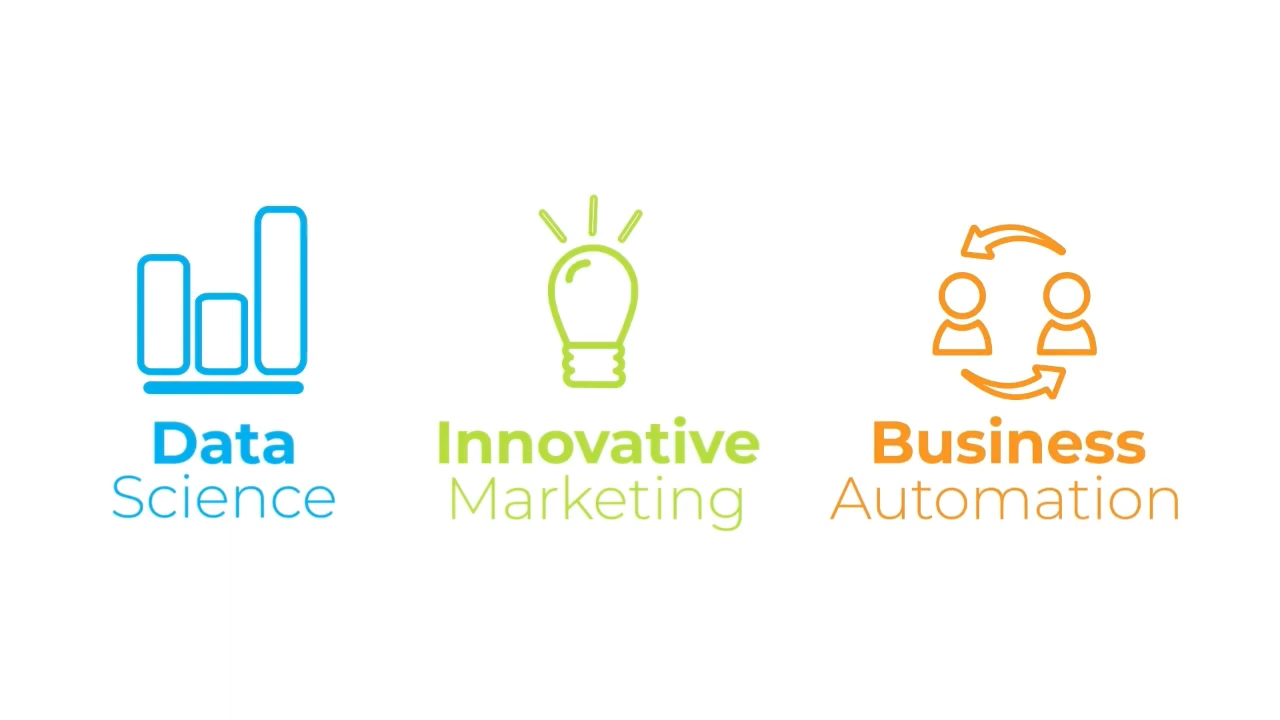 Data
Science
Innovative
Marketing
Business
Automation